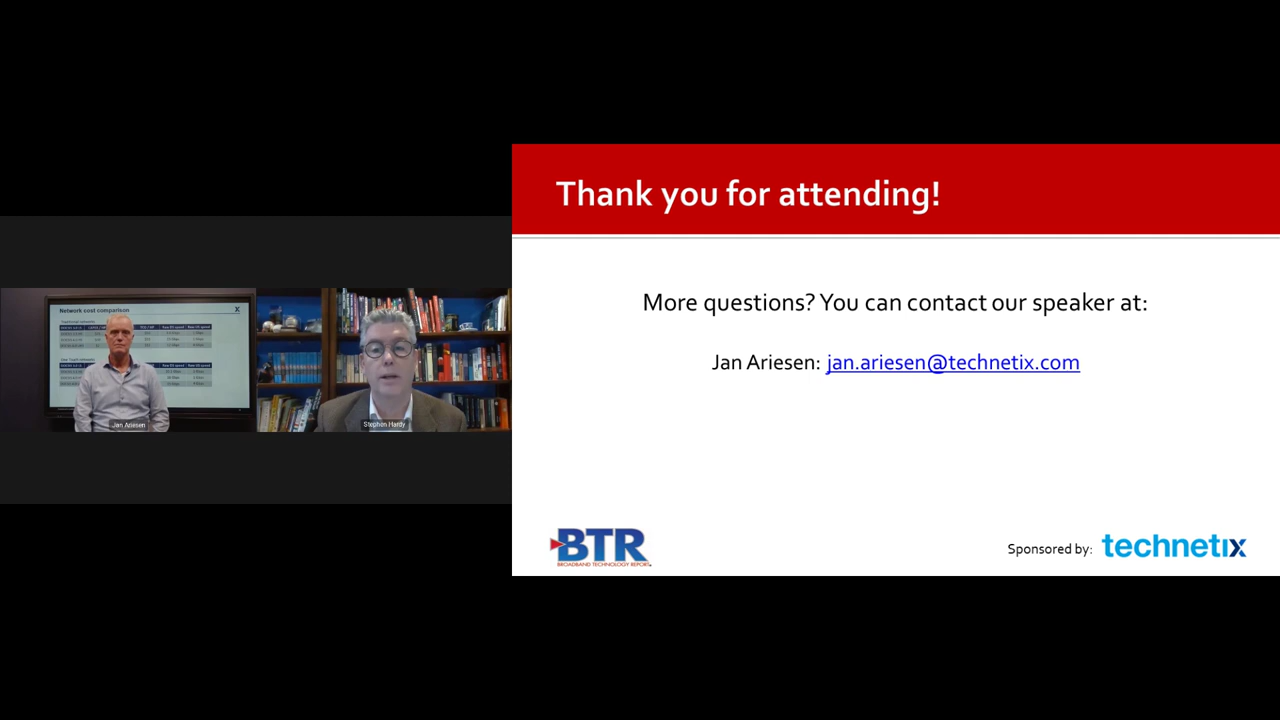 Network cost comparison
X
Jan Ariesen
Stephen Hardy
Thank you for attending!
More questions? You can contact our speaker at:
Jan Ariesen: jan.ariesen@technetix.com
BTR
BROADBAND TECHNOLOGY REPORT
Sponsored by: technetix